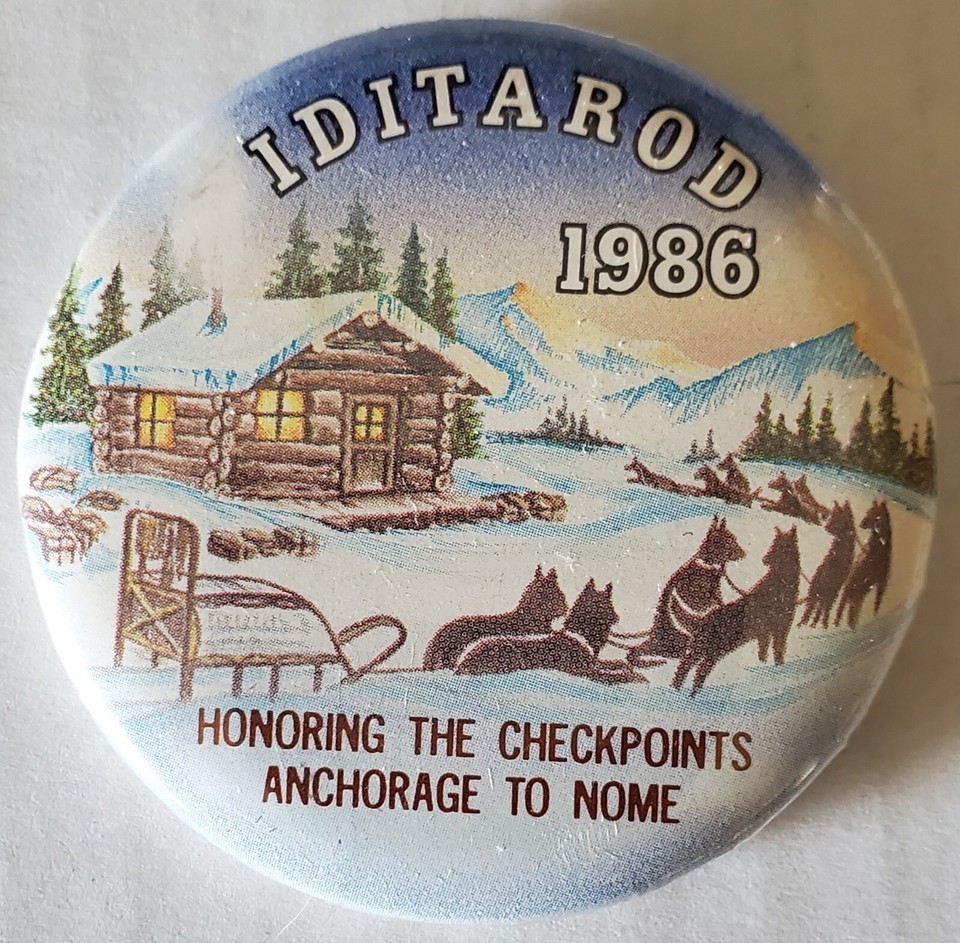 IDITAROD
1986
HONORING THE CHECKPOINTS
ANCHORAGE TO NOME